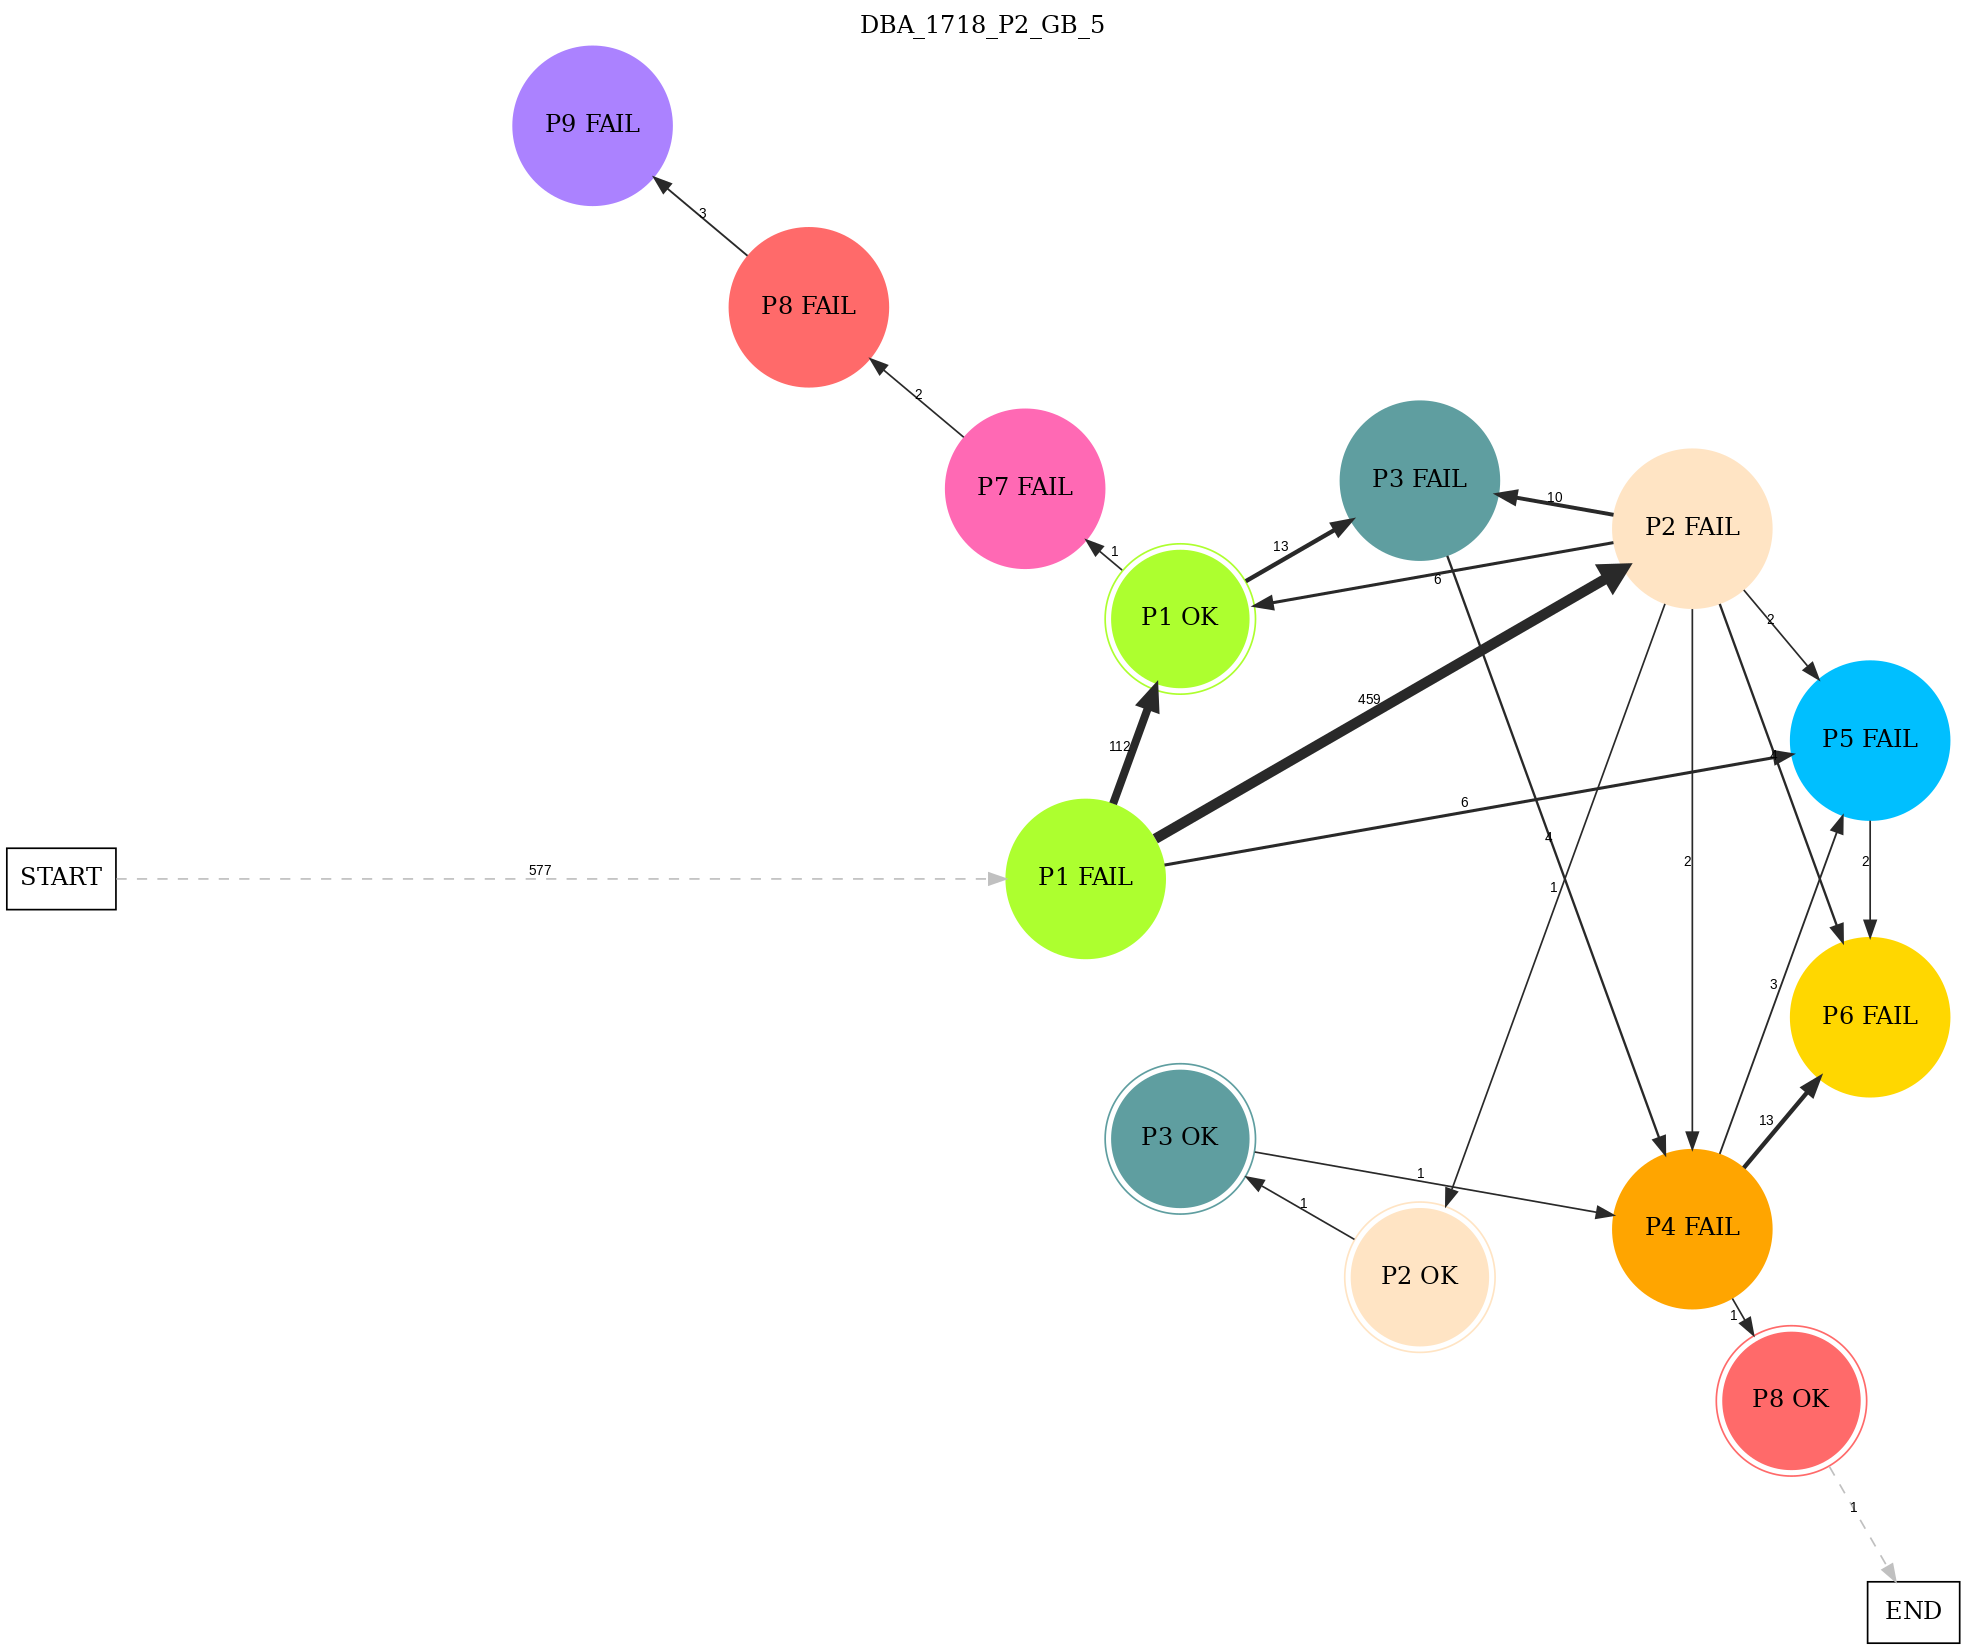 DBA_1718_P2_GB_5
P9 FAIL
3
P8 FAIL
2
P7 FAIL
P3 FAIL
10
P2 FAIL
1
13
6
P1 OK
2
459
112
P5 FAIL
4
6
START
577
P1 FAIL
4
1
2
2
3
P6 FAIL
13
P3 OK
1
1
P4 FAIL
P2 OK
1
P8 OK
1
END